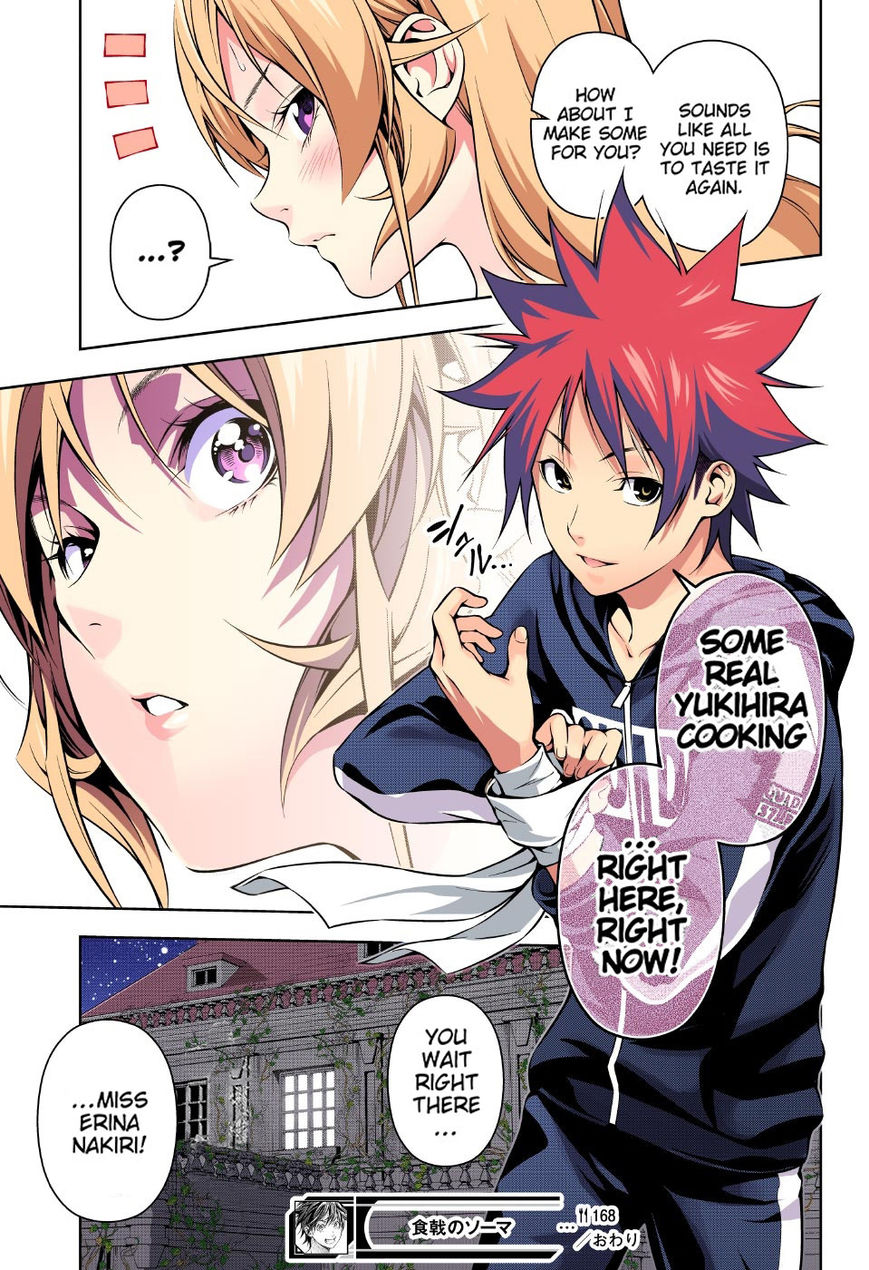 SOUNDS
LIKE ALL
YOU NEED IS
TO TASTE IT
AGAIN.
HOW
ABOUT I
MAKE SOME
FOR YOU?
...?
シュル...
SOME
REAL
YUKIHIRA
COOKING
...
RIGHT
HERE,
RIGHT
NOW!
YOU
WAIT
RIGHT
THERE
...
...MISS
ERINA
NAKIRI!
食戟のソーマ
...168
／おわり